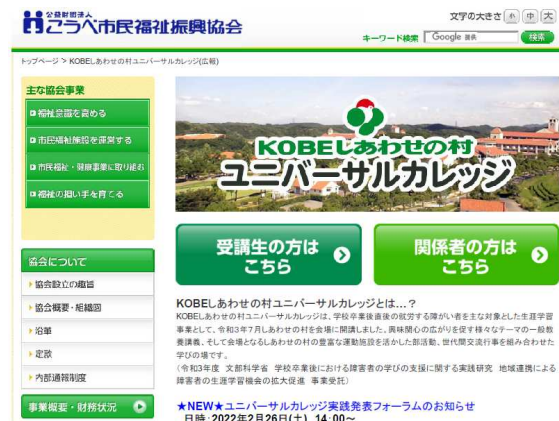 公益財団法人
こうべ市民福祉振興協会
文字の大きさ 小 中 大
キーワード検索 Google 提供 検索
トップページ > KOBEしあわせの村ユニバーサルカレッジ(広報)
主な協会事業
福祉意識を高める
市民福祉施設を運営する
市民福祉・健康事業に取り組む
福祉の担い手を育てる
KOBEしあわせの村
ユニバーサルカレッジ
受講生の方は
こちら
関係者の方は
こちら
協会について
協会設立の趣旨
協会概要・組織図
沿革
定款
内部通報制度
事業概要・財務状況
KOBEしあわせの村ユニバーサルカレッジとは…?
KOBEしあわせの村ユニバーサルカレッジは、学校卒業後直後の就労する障がい者を主な対象とした生涯学習
事業として、令和3年7月しあわせの村を会場に開講しました。興味関心の広がりを促す様々なテーマの一般教
養講義、そして会場となるしあわせの村の豊富な運動施設を活かした部活動、世代間交流行事を組み合わせた
学びの場です。
(令和3年度 文部科学省 学校卒業後における障害者の学びの支援に関する実践研究 地域連携による
障害者の生涯学習機会の拡大促進 事業受託)
★NEW★ユニバーサルカレッジ実践発表フォーラムのお知らせ
日時:2022年2月26日(土) 14:00～